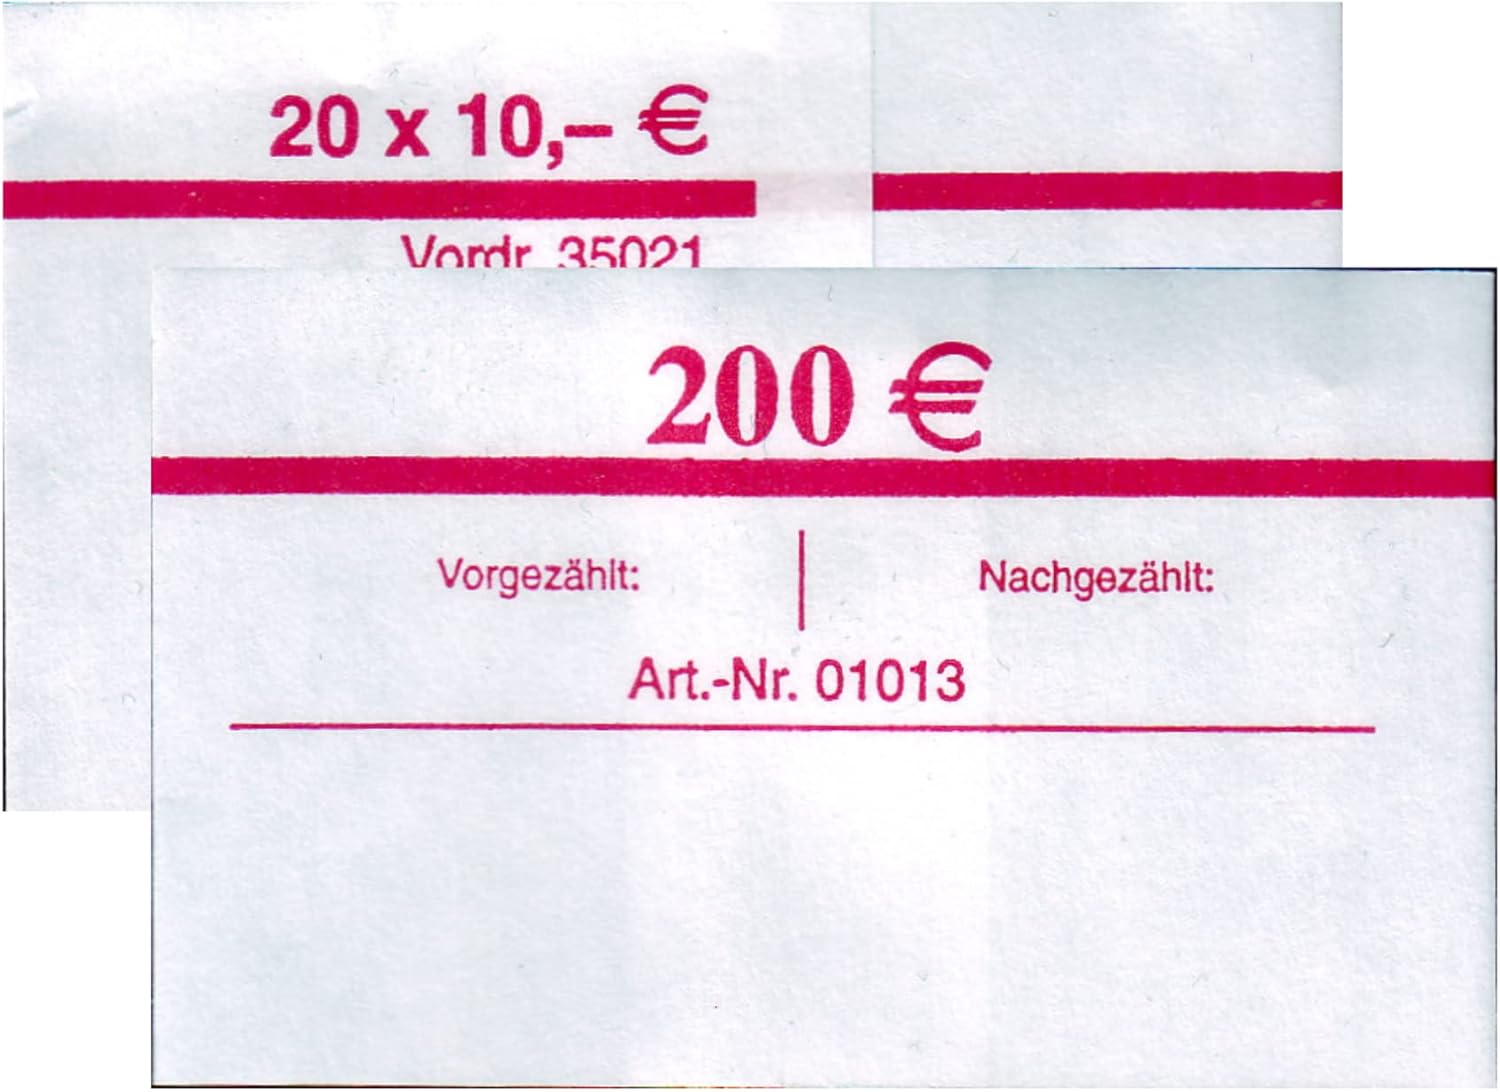 20 x 10,– €
Vordr. 35021
200 €
Vorgezählt:
Nachgezählt:
Art.-Nr. 01013